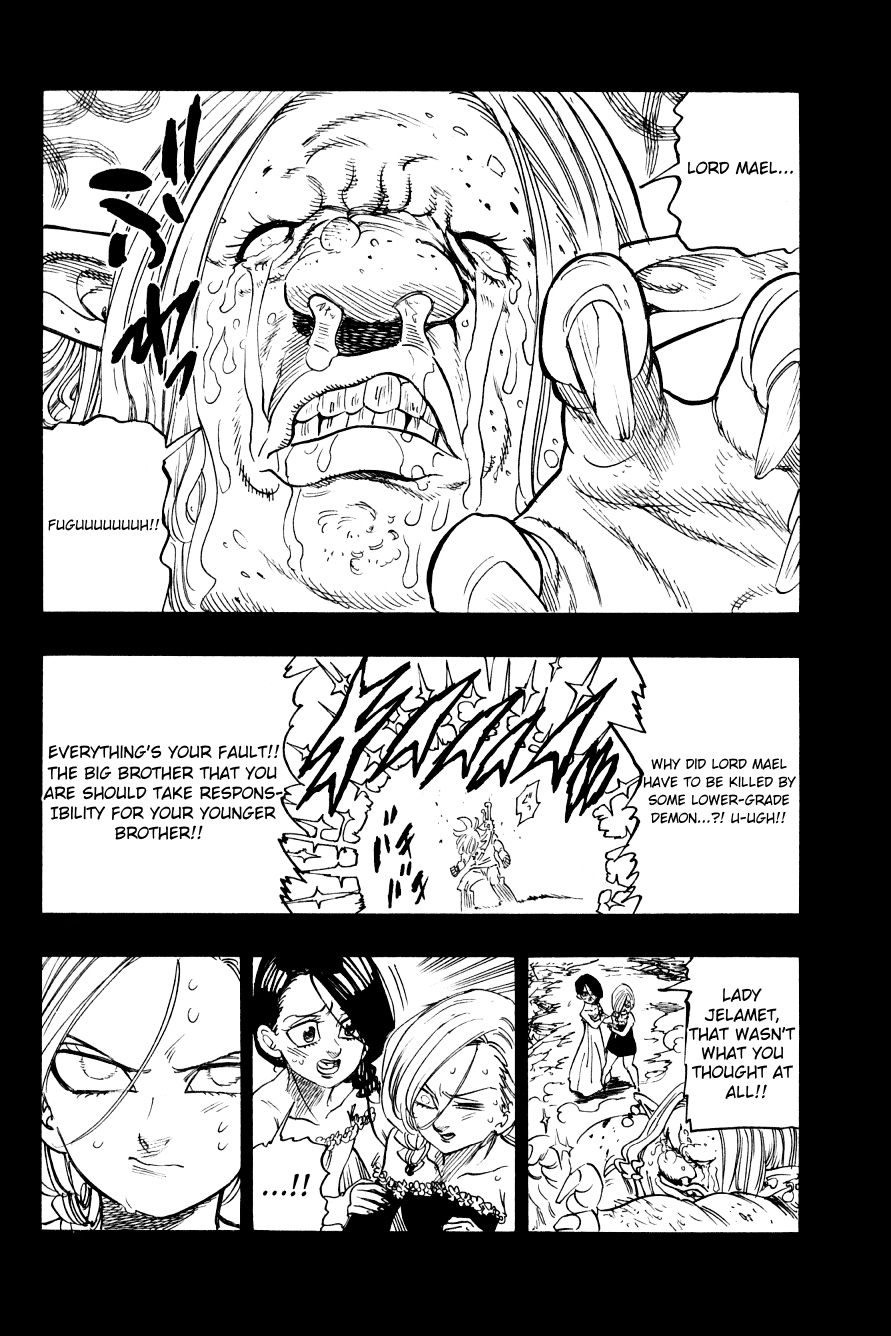 LORD MAEL...
FUGUUUUUUUUH!!
WHY DID LORD MAEL
HAVE TO BE KILLED BY
SOME LOWER-GRADE
DEMON...?! U-UGH!!
EVERYTHING'S YOUR FAULT!!
THE BIG BROTHER THAT YOU
ARE SHOULD TAKE RESPONS-
IBILITY FOR YOUR YOUNGER
BROTHER!!
LADY
JELAMET,
THAT WASN'T
WHAT YOU
THOUGHT AT
ALL!!
...!!